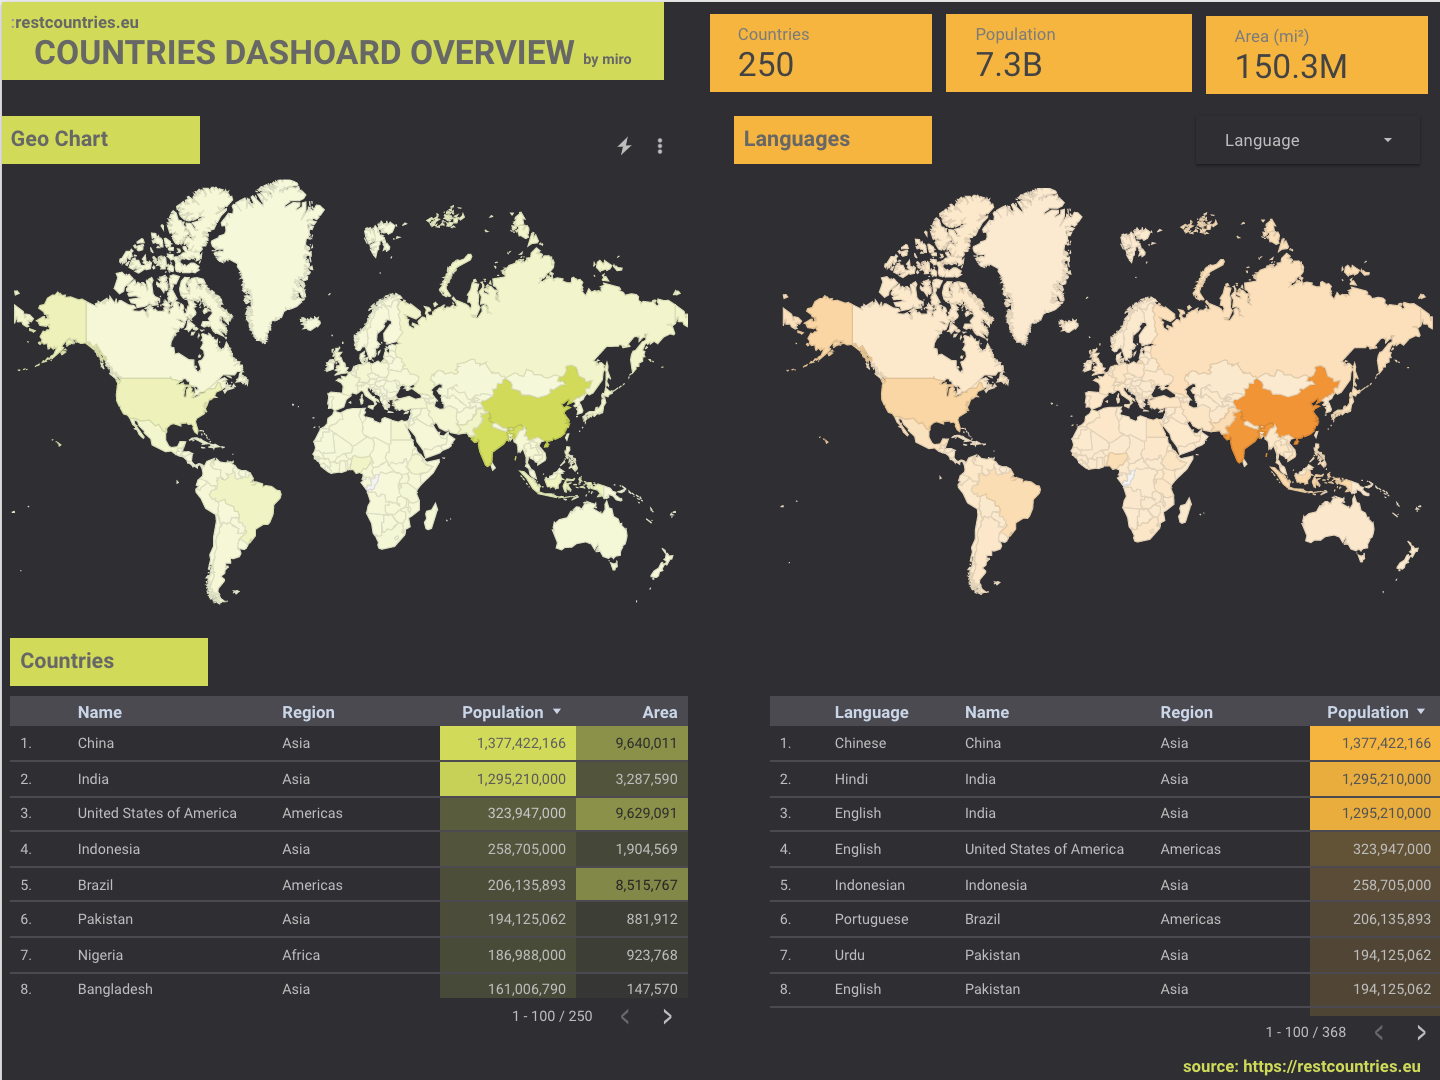 :restcountries.eu
COUNTRIES DASHOARD OVERVIEW by miro
Countries
250
Population
7.3B
Area (mi²)
150.3M
Geo Chart
Languages
Language
Countries
Name Region Population Area
1. China Asia 1,377,422,166 9,640,011
2. India Asia 1,295,210,000 3,287,590
3. United States of America Americas 323,947,000 9,629,091
4. Indonesia Asia 258,705,000 1,904,569
5. Brazil Americas 206,135,893 8,515,767
6. Pakistan Asia 194,125,062 881,912
7. Nigeria Africa 186,988,000 923,768
8. Bangladesh Asia 161,006,790 147,570
1 - 100 / 250
Language Name Region Population
1. Chinese China Asia 1,377,422,166
2. Hindi India Asia 1,295,210,000
3. English India Asia 1,295,210,000
4. English United States of America Americas 323,947,000
5. Indonesian Indonesia Asia 258,705,000
6. Portuguese Brazil Americas 206,135,893
7. Urdu Pakistan Asia 194,125,062
8. English Pakistan Asia 194,125,062
1 - 100 / 368
source: https://restcountries.eu